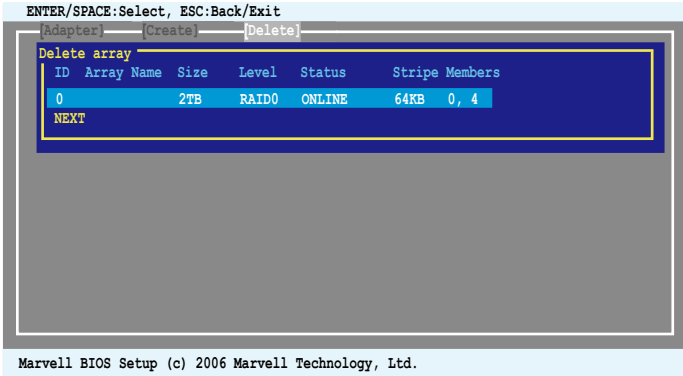 ENTER/SPACE:Select, ESC:Back/Exit
[Adapter] [Create] [Delete]
Delete array
ID Array Name Size Level Status Stripe Members
0 2TB RAID0 ONLINE 64KB 0, 4
NEXT
Marvell BIOS Setup (c) 2006 Marvell Technology, Ltd.